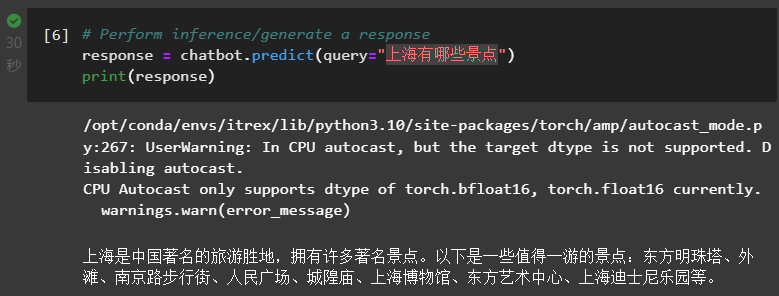 [6] # Perform inference/generate a response
30 response = chatbot.predict(query="上海有哪些景点")
秒 print(response)
/opt/conda/envs/itrex/lib/python3.10/site-packages/torch/amp/autocast_mode.p
y:267: UserWarning: In CPU autocast, but the target dtype is not supported. D
isabling autocast.
CPU Autocast only supports dtype of torch.bfloat16, torch.float16 currently.
warnings.warn(error_message)
上海是中国著名的旅游胜地，拥有许多著名景点。以下是一些值得一游的景点：东方明珠塔、外
滩、南京路步行街、人民广场、城隍庙、上海博物馆、东方艺术中心、上海迪士尼乐园等。